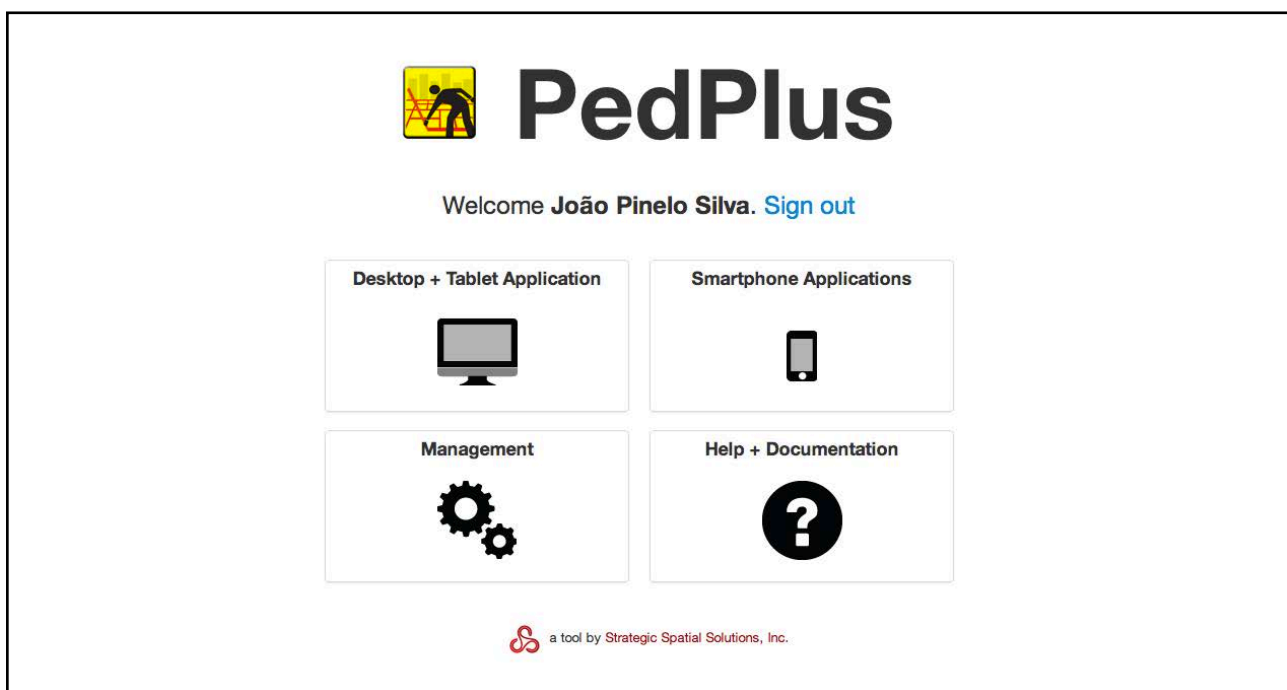 PedPlus
Welcome João Pinelo Silva. Sign out
Desktop + Tablet Application
Smartphone Applications
Management
Help + Documentation
a tool by Strategic Spatial Solutions, Inc.